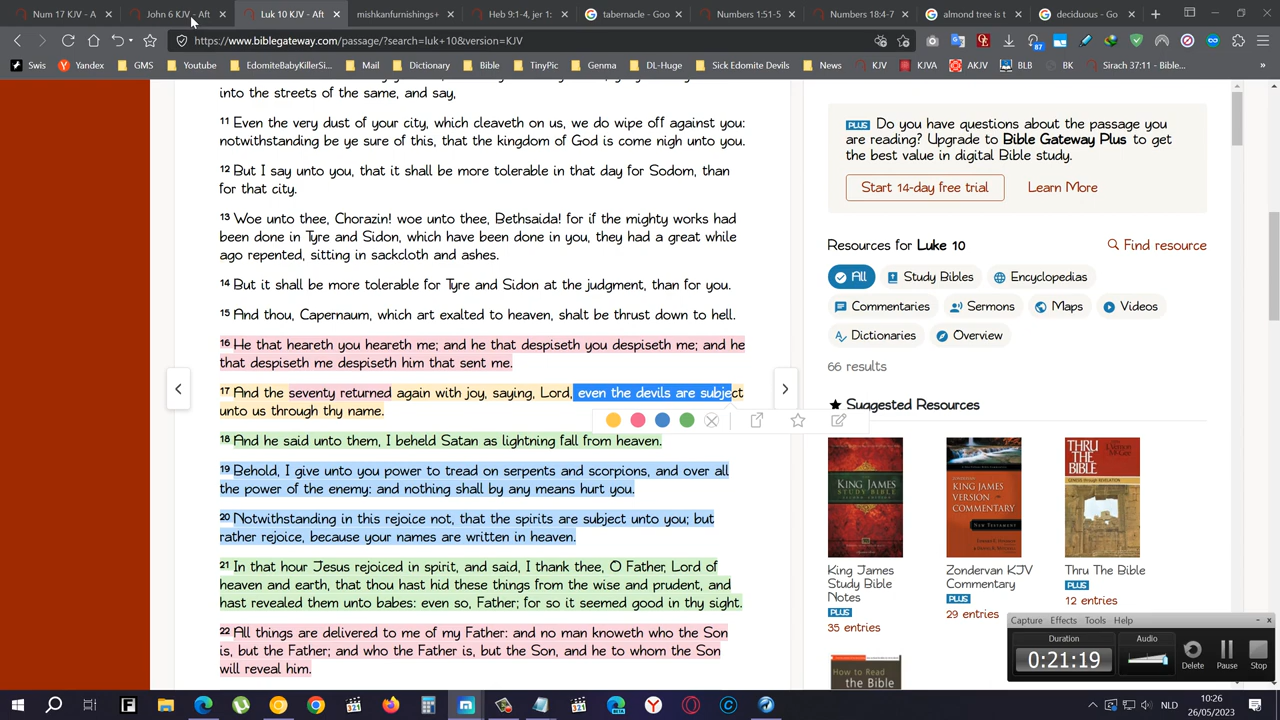 Num 17 KJV - A
John 6 KJV - Aft
Luk 10 KJV - Aft
mishkanfurnishings+
Heb 9:1-4, jer 1:
tabernacle - Goo
Numbers 1:51-5
Numbers 18:4-7
almond tree is t
deciduous - Go
https://www.biblegateway.com/passage/?search=luk+10&version=KJV
87
Swis
Yandex
GMS
Youtube
EdomiteBabyKillerSi...
Mail
Dictionary
Bible
TinyPic
Genma
DL-Huge
Sick Edomite Devils
News
KJV
KJVA
AKJV
BLB
BK
Sirach 37:11 - Bible...
»
into the streets of the same, and say,
11 Even the very dust of your city, which cleaveth on us, we do wipe off against you:
notwithstanding be ye sure of this, that the kingdom of God is come nigh unto you.
12 But I say unto you, that it shall be more tolerable in that day for Sodom, than
for that city.
13 Woe unto thee, Chorazin! woe unto thee, Bethsaida! for if the mighty works had
been done in Tyre and Sidon, which have been done in you, they had a great while
ago repented, sitting in sackcloth and ashes.
14 But it shall be more tolerable for Tyre and Sidon at the judgment, than for you.
15 And thou, Capernaum, which art exalted to heaven, shalt be thrust down to hell.
16 He that heareth you heareth me; and he that despiseth you despiseth me; and he
that despiseth me despiseth him that sent me.
17 And the seventy returned again with joy, saying, Lord, even the devils are subject
unto us through thy name.
18 And he said unto them, I beheld Satan as lightning fall from heaven.
19 Behold, I give unto you power to tread on serpents and scorpions, and over all
the power of the enemy: and nothing shall by any means hurt you.
20 Notwithstanding in this rejoice not, that the spirits are subject unto you; but
rather rejoice, because your names are written in heaven.
21 In that hour Jesus rejoiced in spirit, and said, I thank thee, O Father, Lord of
heaven and earth, that thou hast hid these things from the wise and prudent, and
hast revealed them unto babes: even so, Father; for so it seemed good in thy sight.
22 All things are delivered to me of my Father: and no man knoweth who the Son
is, but the Father; and who the Father is, but the Son, and he to whom the Son
will reveal him.
PLUS Do you have questions about the passage you
are reading? Upgrade to Bible Gateway Plus to get
the best value in digital Bible study.
Start 14-day free trial
Learn More
Resources for Luke 10
Find resource
All
Study Bibles
Encyclopedias
Commentaries
Sermons
Maps
Videos
Dictionaries
Overview
66 results
★ Suggested Resources
KING JAMES
STUDY BIBLE
KING JAMES
VERSION
COMMENTARY
NEW TESTAMENT
THRU
THE BIBLE
King James
Study Bible
Notes
PLUS
35 entries
Zondervan KJV
Commentary
PLUS
29 entries
Thru The Bible
PLUS
12 entries
How to Read
the Bible
Capture
Effects
Tools
Help
Duration
0:21:19
Audio
Delete
Pause
Stop
NLD
10:26
26/05/2023